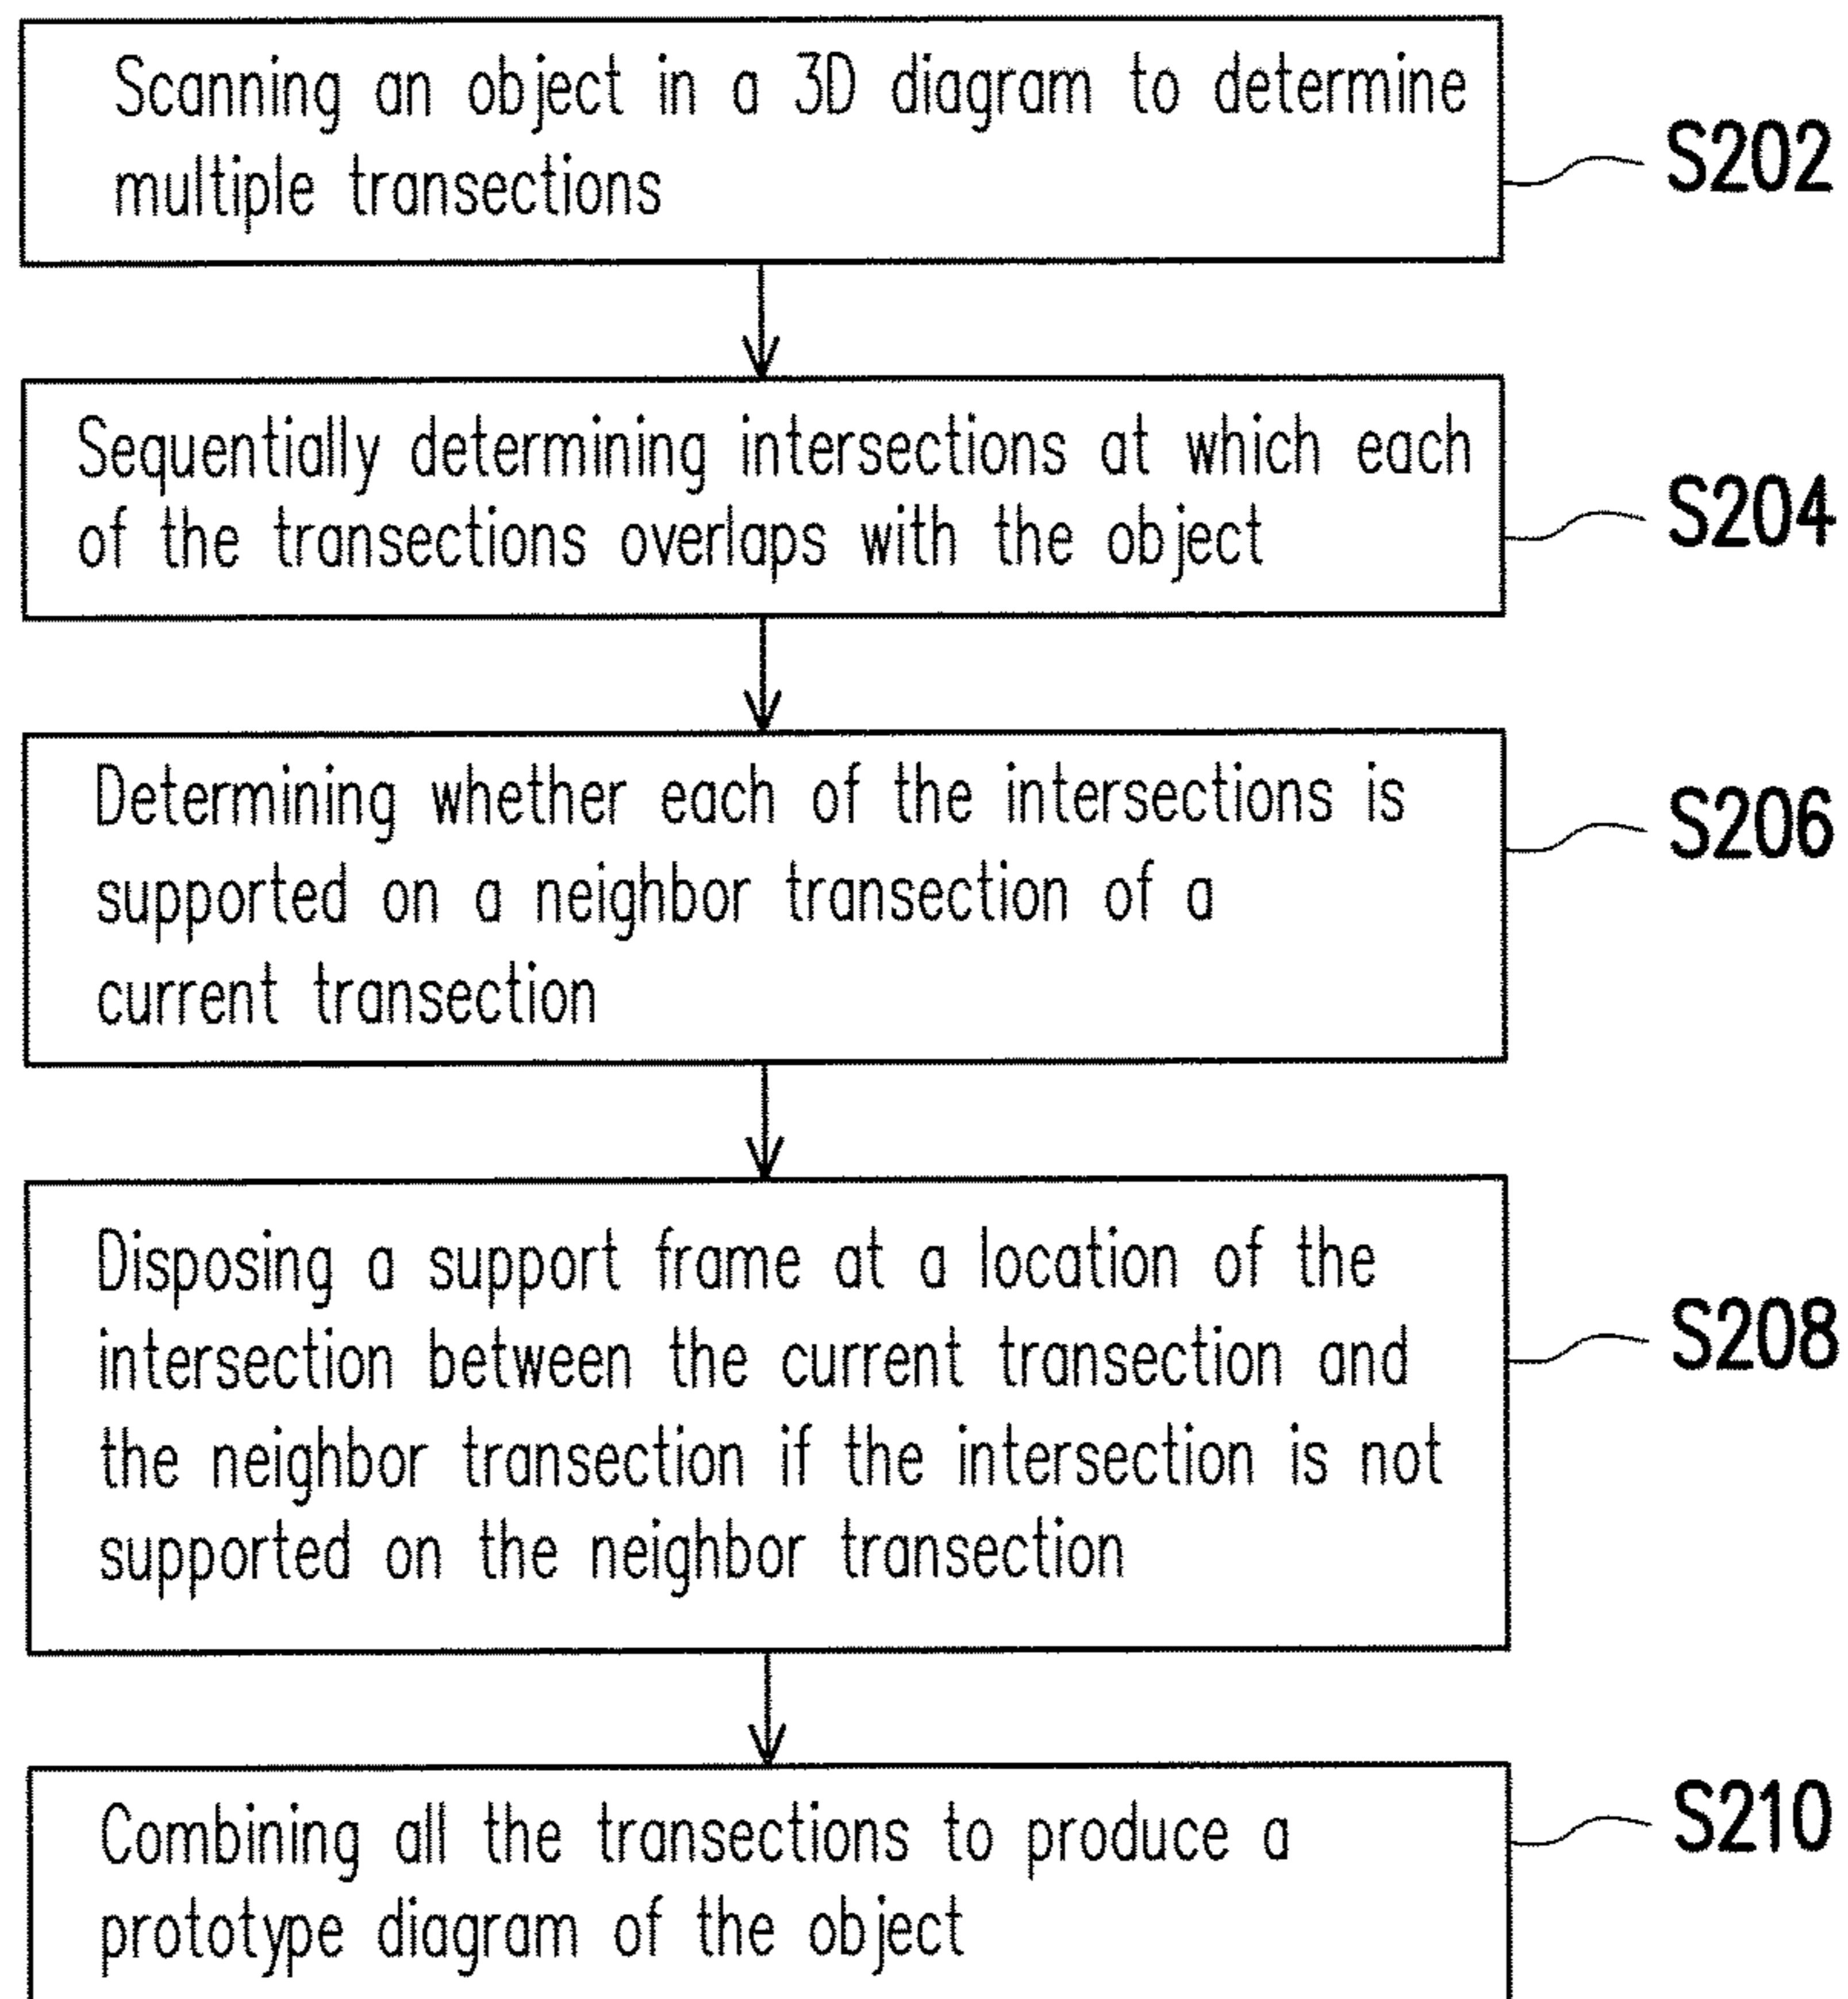 Scanning an object in a 3D diagram to determine
multiple transections
S202
Sequentially determining intersections at which each
of the transections overlaps with the object
S204
Determining whether each of the intersections is
supported on a neighbor transection of a
current transection
S206
Disposing a support frame at a location of the
intersection between the current transection and
the neighbor transection if the intersection is not
supported on the neighbor transection
S208
Combining all the transections to produce a
prototype diagram of the object
S210